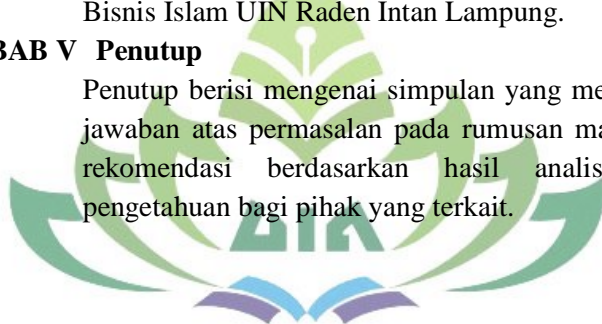 Bisnis Islam UIN Raden Intan Lampung.
BAB V Penutup
Penutup berisi mengenai simpulan yang me
jawaban atas permasalan pada rumusan ma
rekomendasi berdasarkan hasil analis
pengetahuan bagi pihak yang terkait.